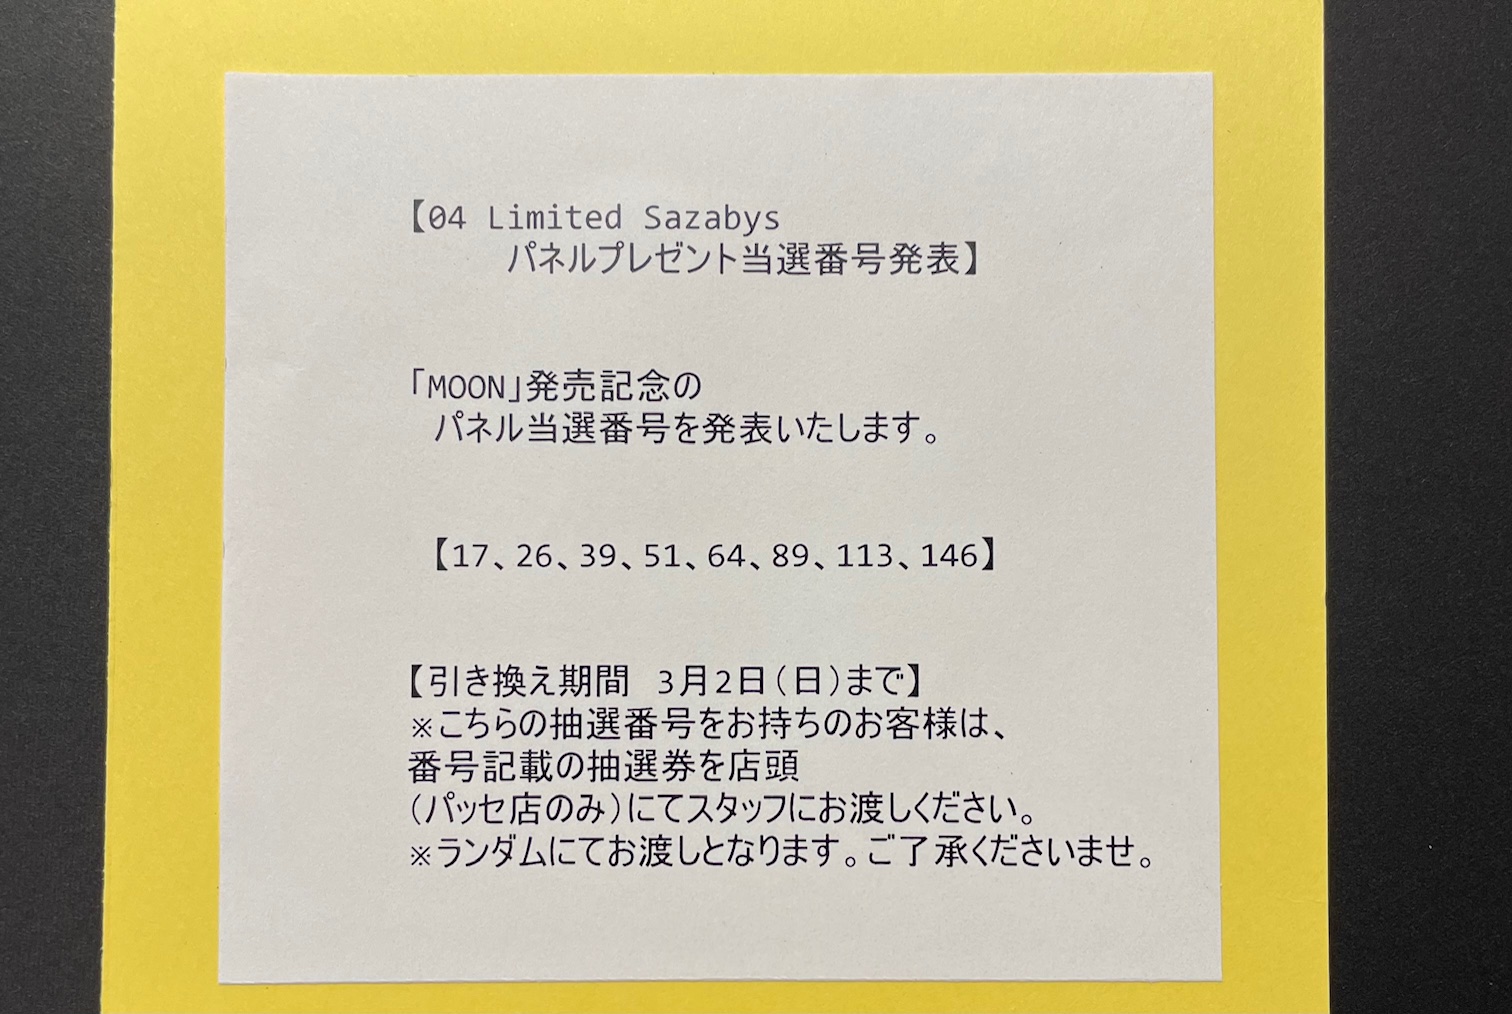 【04 Limited Sazabys
パネルプレゼント当選番号発表】
「MOON」発売記念の
パネル当選番号を発表いたします。
【17、26、39、51、64、89、113、146】
【引き換え期間 3月2日(日)まで】
※こちらの抽選番号をお持ちのお客様は、
番号記載の抽選券を店頭
(パッセ店のみ)にてスタッフにお渡しください。
※ランダムにてお渡しとなります。ご了承くださいませ。